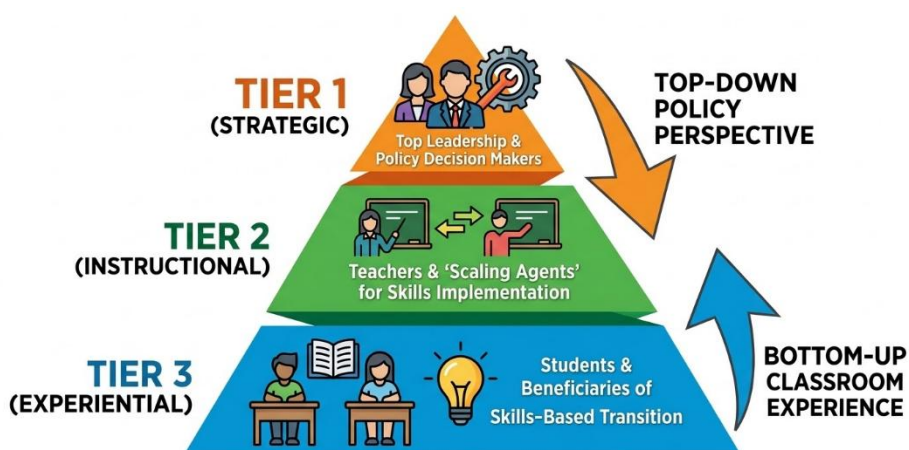 TIER 1
(STRATEGIC)
Top Leadership &
Policy Decision Makers
TOP-DOWN
POLICY
PERSPECTIVE
TIER 2
(INSTRUCTIONAL)
Teachers & ‘Scaling Agents’
for Skills Implementation
TIER 3
(EXPERIENTIAL)
Students &
Beneficiaries of
Skills-Based Transition
BOTTOM-UP
CLASSROOM
EXPERIENCE